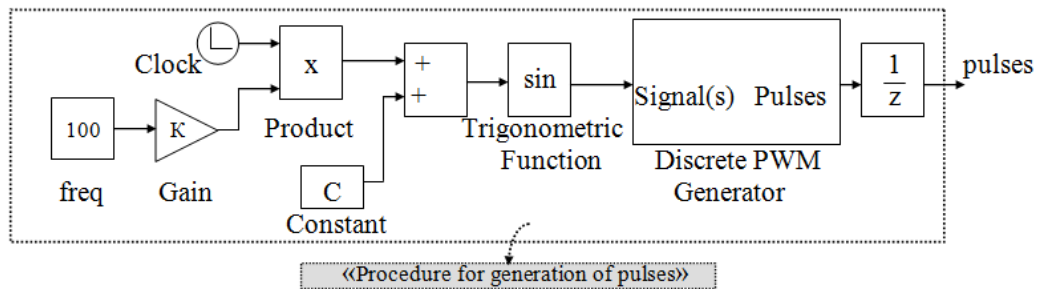 Clock
x
Product
100
freq
K
Gain
+
+
C
Constant
sin
Trigonometric
Function
Signal(s) Pulses
Discrete PWM
Generator
1
z
pulses
«Procedure for generation of pulses»